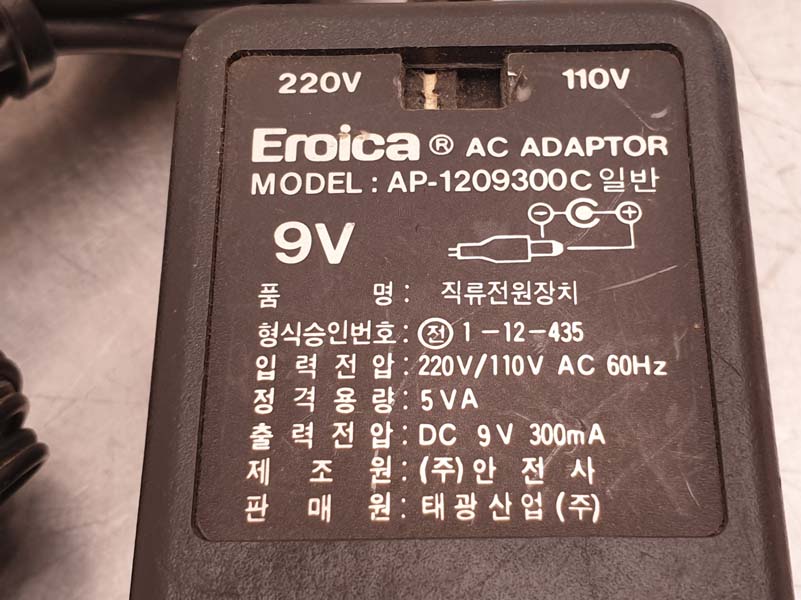 220V 110V
Eroica ® AC ADAPTOR
MODEL : AP-1209300C 일반
9V
품 명 : 직류전원장치
형식승인번호 : 전 1-12-435
입력전압 : 220V/110V AC 60Hz
정격용량 : 5VA
출력전압 : DC 9V 300mA
제조원 : (주)안전사
판매원 : 태광산업(주)